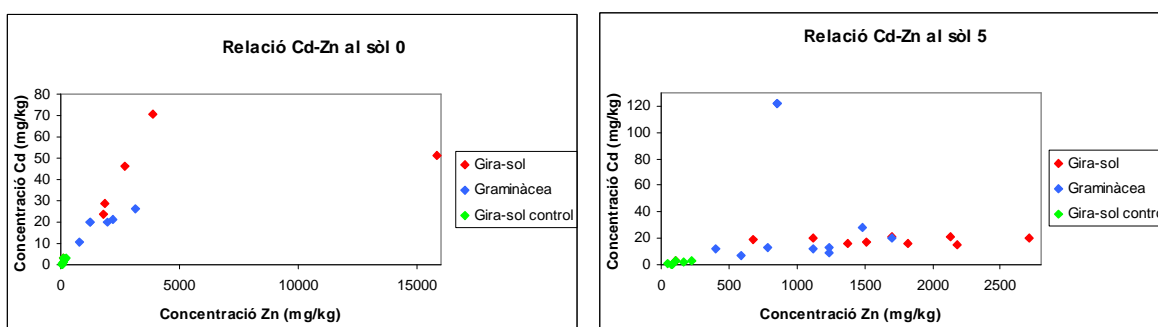 Relació Cd-Zn al sòl 0
Concentració Cd (mg/kg)
80
70
60
50
40
30
20
10
0
0 5000 10000 15000
Concentració Zn (mg/kg)
Gira-sol
Graminàcea
Gira-sol control
Relació Cd-Zn al sòl 5
Concentració Cd (mg/kg)
120
100
80
60
40
20
0
0 500 1000 1500 2000 2500
Concentració Zn (mg/kg)
Gira-sol
Graminàcea
Gira-sol contro